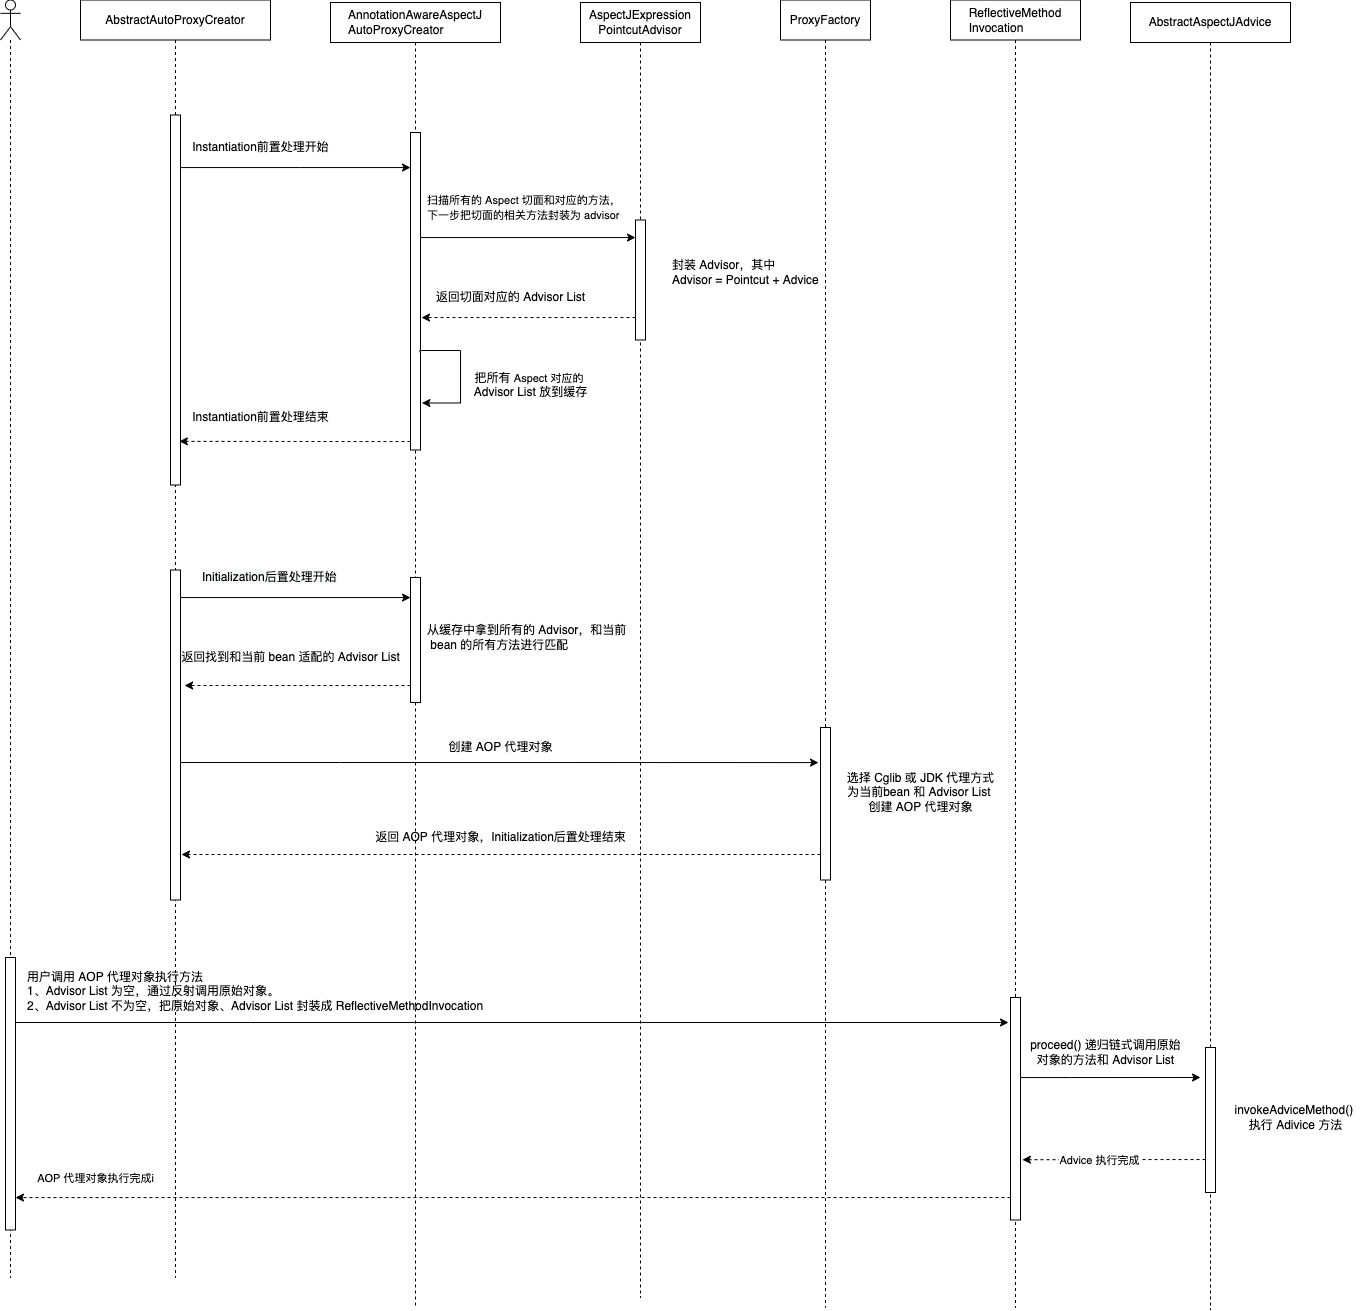 AbstractAutoProxyCreator
AnnotationAwareAspectJ
AutoProxyCreator
AspectJExpression
PointcutAdvisor
ProxyFactory
ReflectiveMethod
Invocation
AbstractAspectJAdvice
Instantiation前置处理开始
扫描所有的 Aspect 切面和对应的方法，
下一步把切面的相关方法封装为 advisor
封装 Advisor，其中
Advisor = Pointcut + Advice
返回切面对应的 Advisor List
把所有 Aspect 对应的
Advisor List 放到缓存
Instantiation前置处理结束
Initialization后置处理开始
从缓存中拿到所有的 Advisor，和当前
bean 的所有方法进行匹配
返回找到和当前 bean 适配的 Advisor List
创建 AOP 代理对象
选择 Cglib 或 JDK 代理方式
为当前bean 和 Advisor List
创建 AOP 代理对象
返回 AOP 代理对象，Initialization后置处理结束
用户调用 AOP 代理对象执行方法
1、Advisor List 为空，通过反射调用原始对象。
2、Advisor List 不为空，把原始对象、Advisor List 封装成 ReflectiveMethodInvocation
proceed() 递归链式调用原始
对象的方法和 Advisor List
invokeAdviceMethod()
执行 Adivice 方法
Advice 执行完成
AOP 代理对象执行完成i